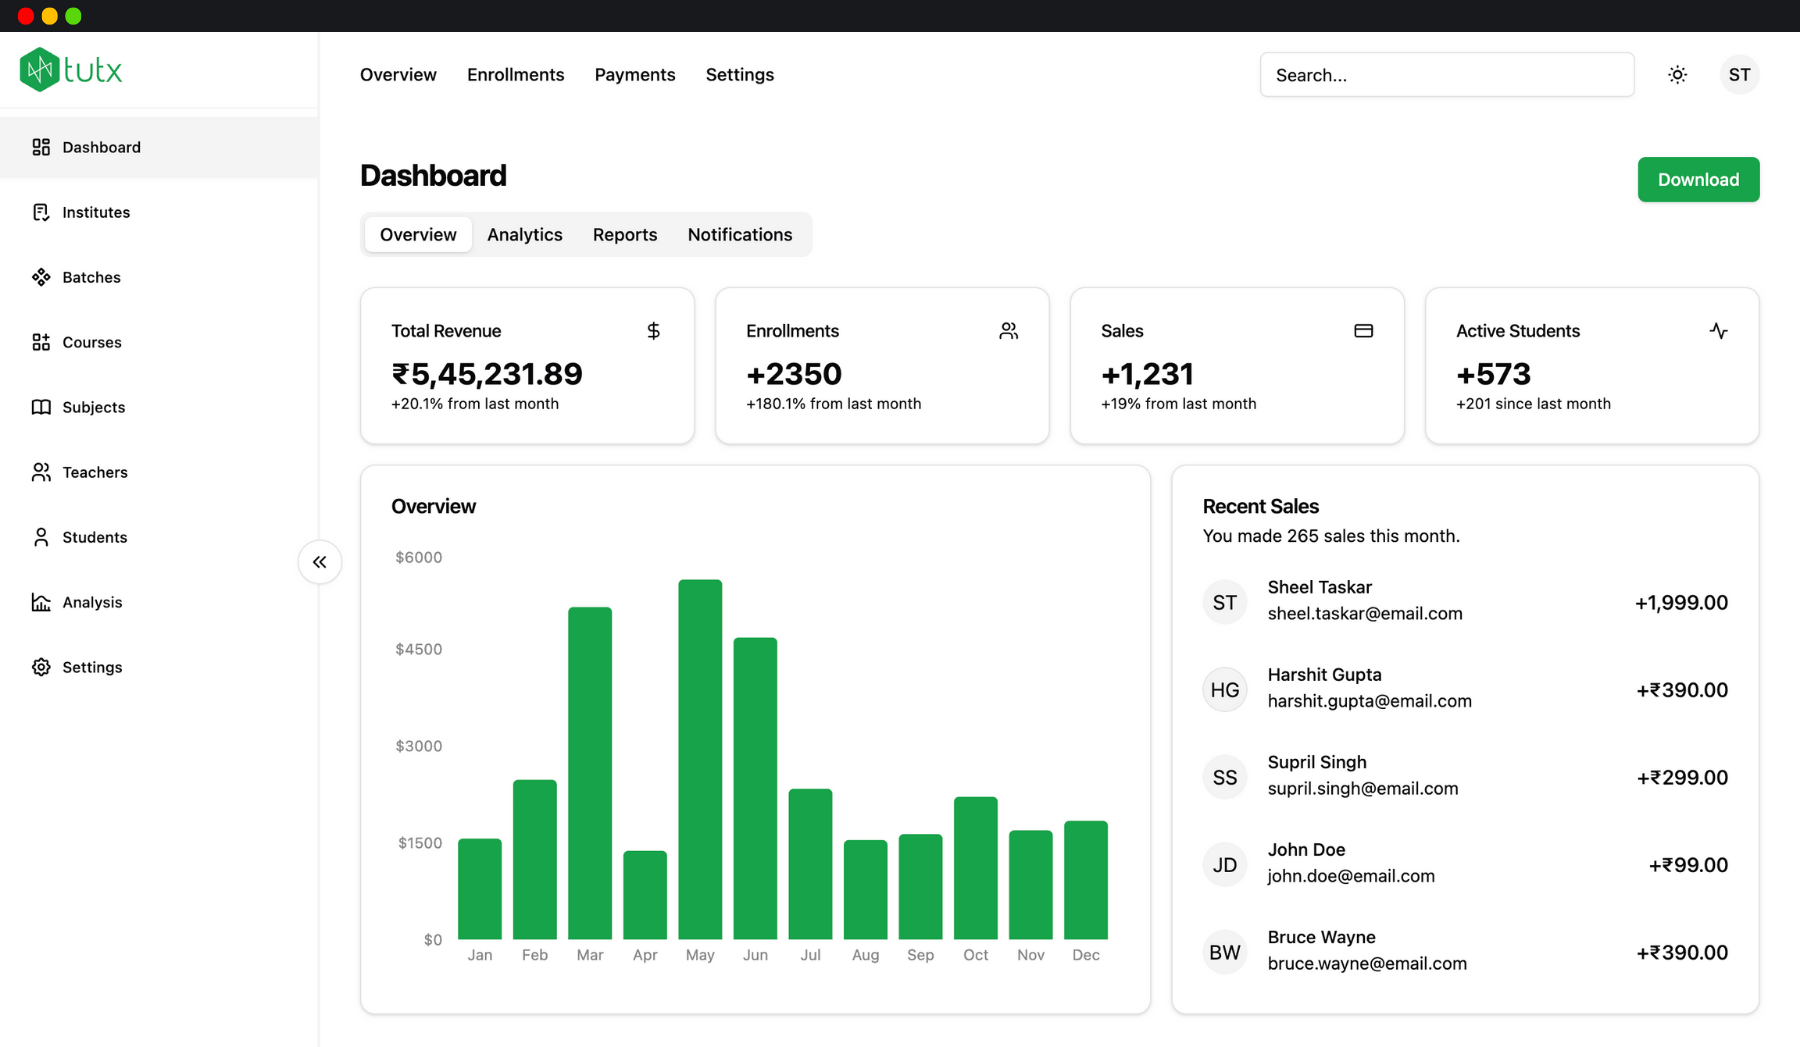 tutx
Overview Enrollments Payments Settings
Search...
ST
Dashboard
Institutes
Batches
Courses
Subjects
Teachers
Students
Analysis
Settings
Dashboard
Download
Overview Analytics Reports Notifications
Total Revenue
₹5,45,231.89
+20.1% from last month
Enrollments
+2350
+180.1% from last month
Sales
+1,231
+19% from last month
Active Students
+573
+201 since last month
Overview
$6000
$4500
$3000
$1500
$0
Jan Feb Mar Apr May Jun Jul Aug Sep Oct Nov Dec
Recent Sales
You made 265 sales this month.
ST
Sheel Taskar
sheel.taskar@email.com
+1,999.00
HG
Harshit Gupta
harshit.gupta@email.com
+₹390.00
SS
Supril Singh
supril.singh@email.com
+₹299.00
JD
John Doe
john.doe@email.com
+₹99.00
BW
Bruce Wayne
bruce.wayne@email.com
+₹390.00